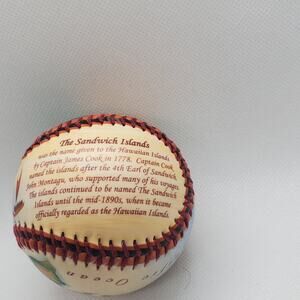 The Sandwich Islands
was the name given to the Hawaiian Islands
by Captain James Cook in 1778. Captain Cook
named the islands after the 4th Earl of Sandwich,
John Montagu, who supported many of his voyages.
The islands continued to be named The Sandwich
Islands until the mid-1890s, when it became
officially regarded as the Hawaiian Islands.
Ocean